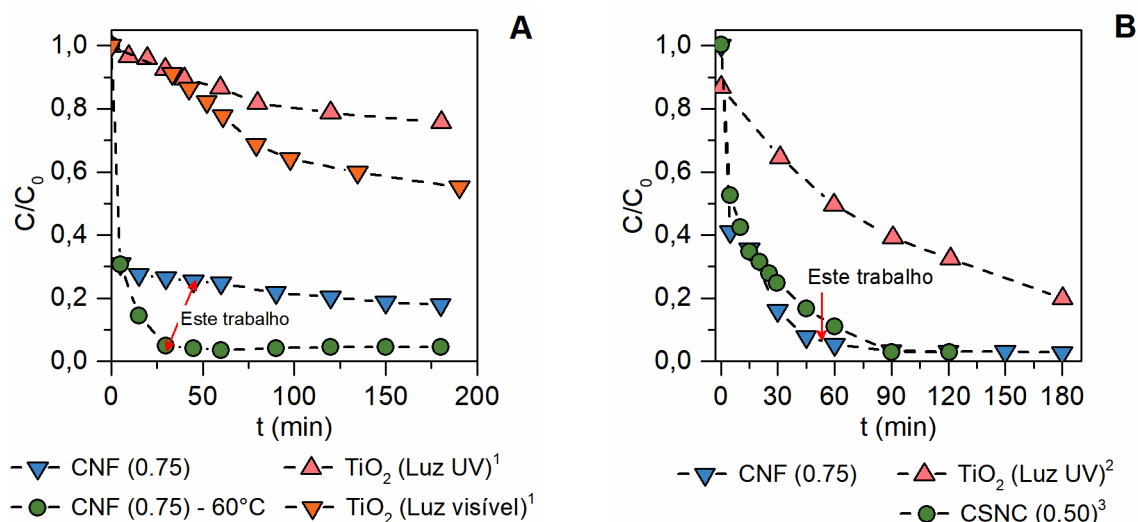 A
1,0
0,8
0,6
0,4
0,2
0,0
C/C₀
Este trabalho
0 50 100 150 200
t (min)
CNF (0.75)
TiO₂ (Luz UV)¹
CNF (0.75) - 60°C
TiO₂ (Luz visível)¹
B
1,0
0,8
0,6
0,4
0,2
0,0
C/C₀
Este trabalho
0 30 60 90 120 150 180
t (min)
CNF (0.75)
TiO₂ (Luz UV)²
CSNC (0.50)³